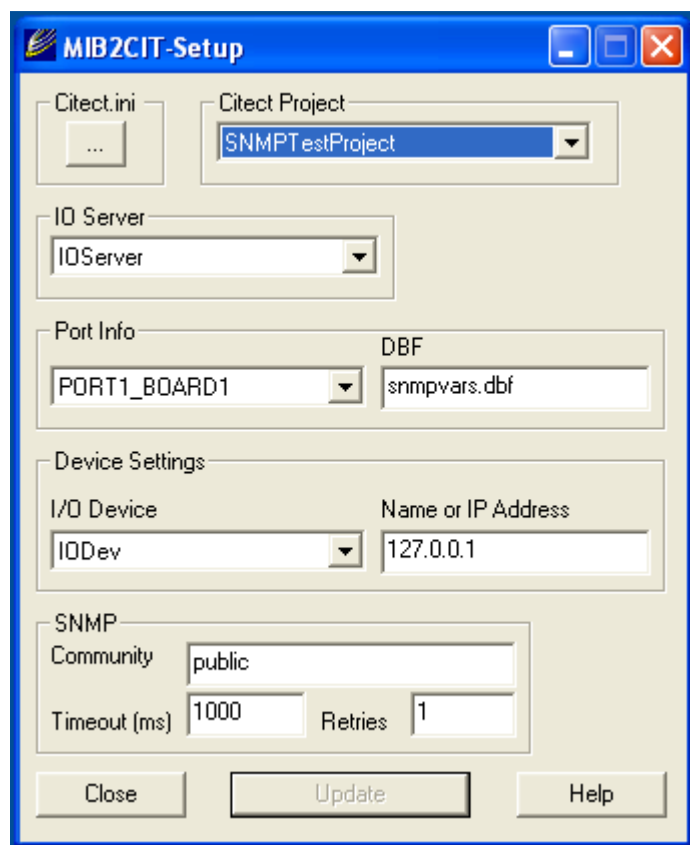 MIB2CIT-Setup
Citect.ini
Citect Project
...
SNMPTestProject
IO Server
IOServer
Port Info
DBF
PORT1_BOARD1
snmpvars.dbf
Device Settings
I/O Device
Name or IP Address
IODev
127.0.0.1
SNMP
Community
public
Timeout (ms)
1000
Retries
1
Close
Update
Help